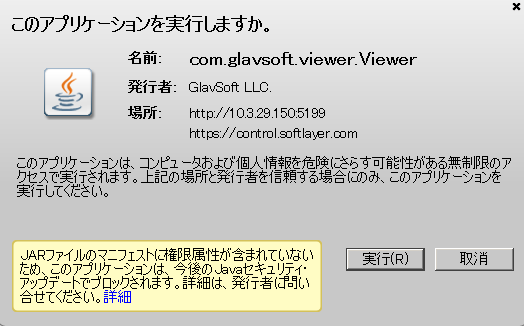 このアプリケーションを実行しますか。
名前: com.glavsoft.viewer.Viewer
発行者: GlavSoft LLC.
場所: http://10.3.29.150:5199
https://control.softlayer.com
このアプリケーションは、コンピュータおよび個人情報を危険にさらす可能性がある無制限のア
クセスで実行されます。上記の場所と発行者を信頼する場合にのみ、このアプリケーションを
実行してください。
JARファイルのマニフェストに権限属性が含まれていない
ため、このアプリケーションは、今後のJavaセキュリティ・
アップデートでブロックされます。詳細は、発行者に問い
合せてください。詳細
実行(R) 取消